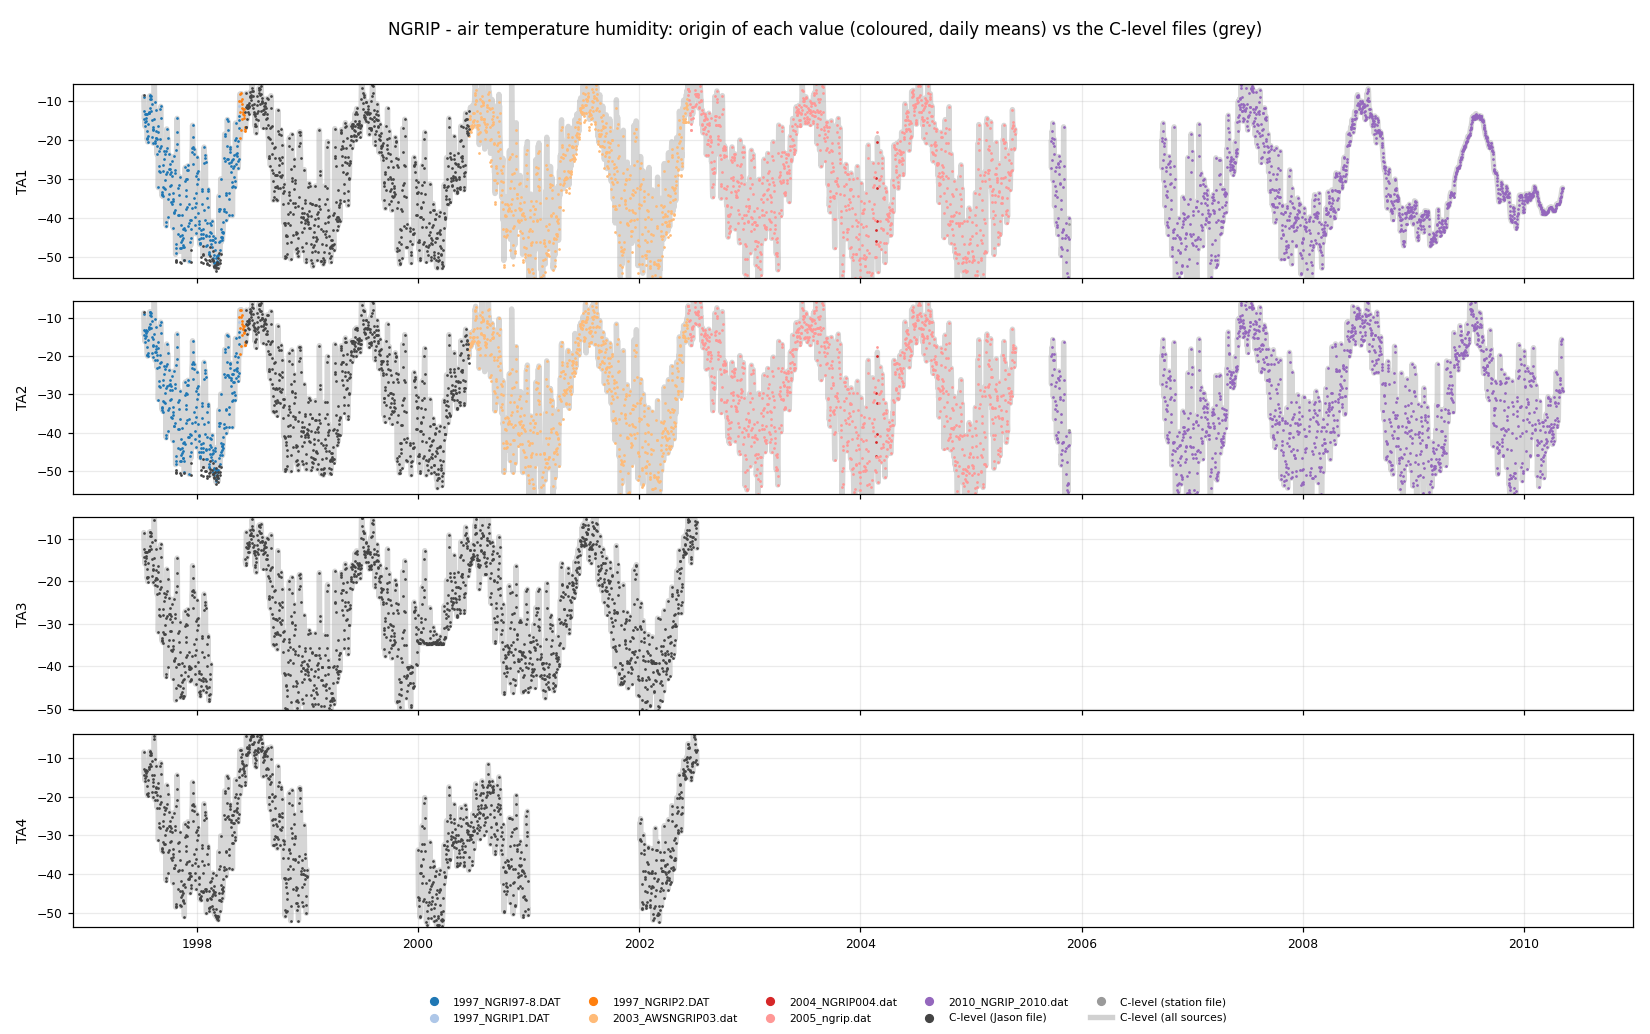 NGRIP - air temperature humidity: origin of each value (coloured, daily means) vs the C-level files (grey)
TA1
−10
−20
−30
−40
−50
TA2
−10
−20
−30
−40
−50
TA3
−10
−20
−30
−40
−50
TA4
−10
−20
−30
−40
−50
1998 2000 2002 2004 2006 2008 2010
1997_NGRI97-8.DAT 1997_NGRIP2.DAT 2004_NGRIP004.dat 2010_NGRIP_2010.dat C-level (station file)
1997_NGRIP1.DAT 2003_AWSNGRIP03.dat 2005_ngrip.dat C-level (Jason file) C-level (all sources)